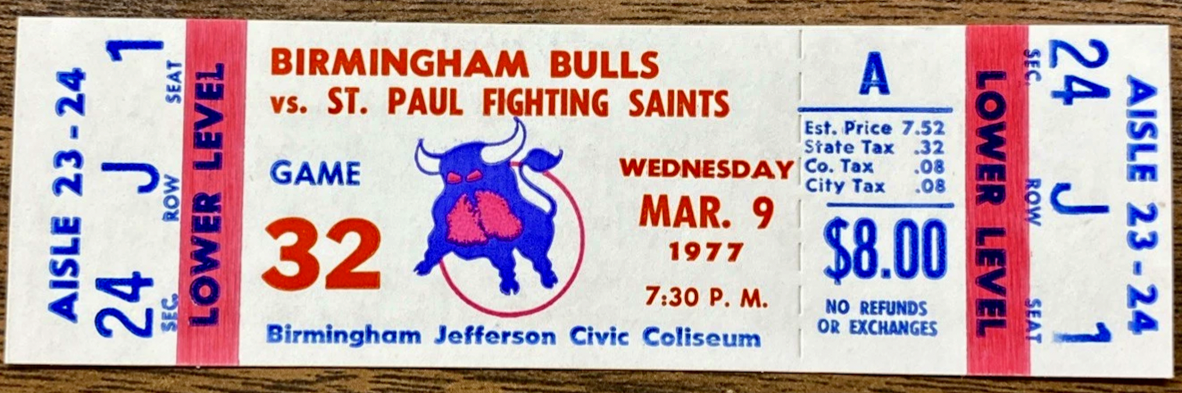 AISLE 23-24
SEC. 24
ROW J
SEAT 1
LOWER LEVEL
BIRMINGHAM BULLS
vs. ST. PAUL FIGHTING SAINTS
GAME
32
WEDNESDAY
MAR. 9
1977
7:30 P. M.
Birmingham Jefferson Civic Coliseum
A
Est. Price 7.52
State Tax .32
Co. Tax .08
City Tax .08
$8.00
NO REFUNDS
OR EXCHANGES
LOWER LEVEL
SEC. 24
ROW J
SEAT 1
AISLE 23-24